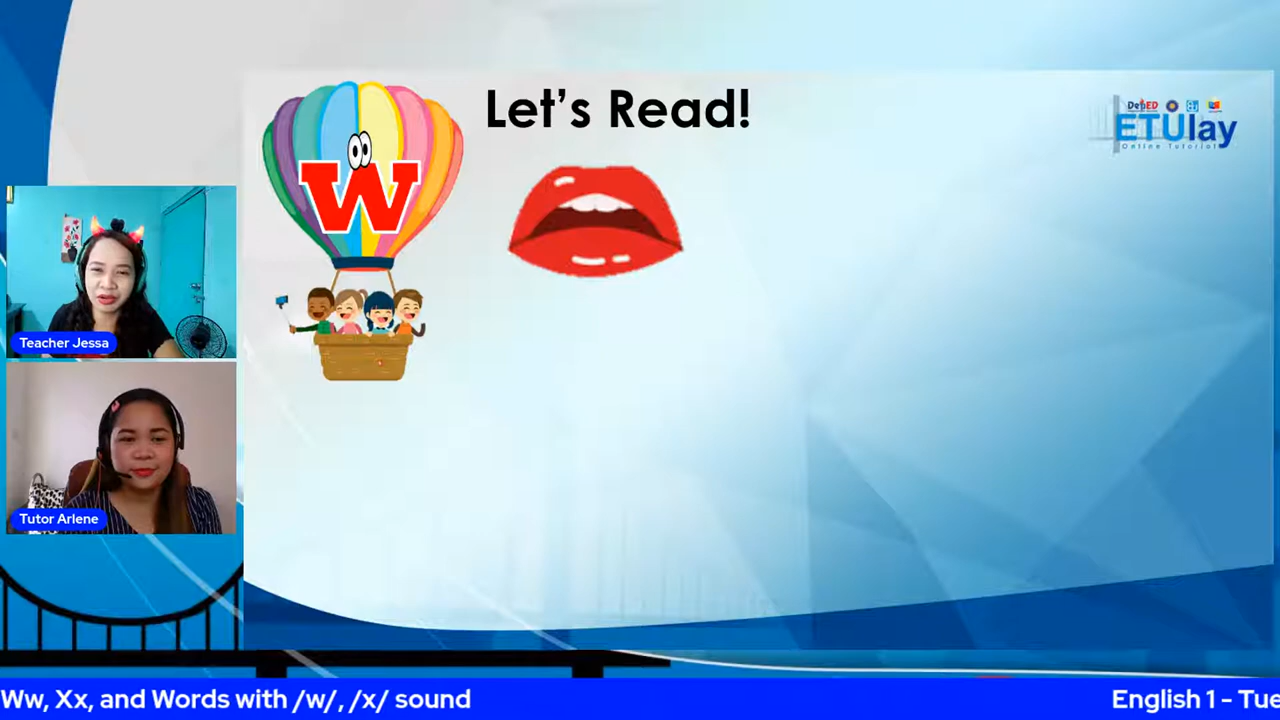 Let's Read!
W
DepED
ETUlay
Online Tutorial
Teacher Jessa
Tutor Arlene
Ww, Xx, and Words with /w/, /x/ sound
English 1 - Tue